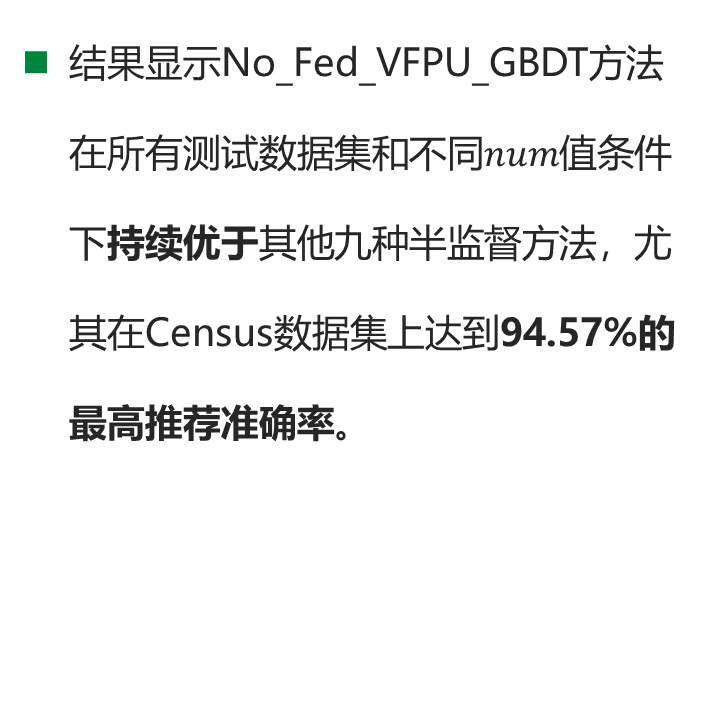 结果显示No_Fed_VFPU_GBDT方法
在所有测试数据集和不同num值条件
下持续优于其他九种半监督方法，尤
其在Census数据集上达到94.57%的
最高推荐准确率。